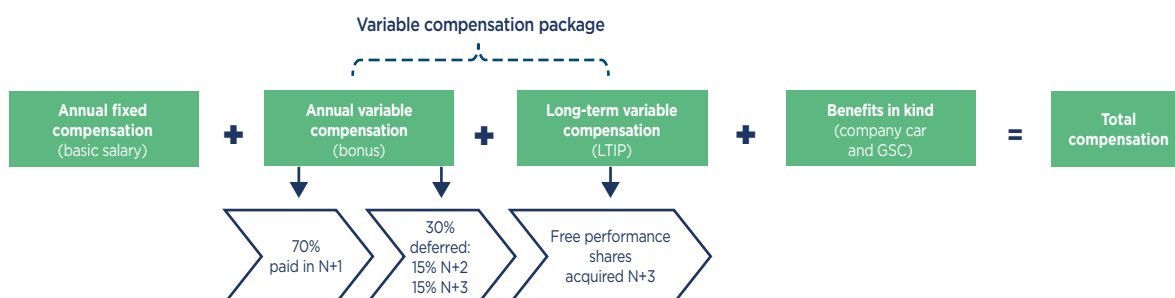 Variable compensation package
Annual fixed
compensation
(basic salary)
+
Annual variable
compensation
(bonus)
+
Long-term variable
compensation
(LTIP)
+
Benefits in kind
(company car
and GSC)
=
Total
compensation
70%
paid in N+1
30%
deferred:
15% N+2
15% N+3
Free performance
shares
acquired N+3